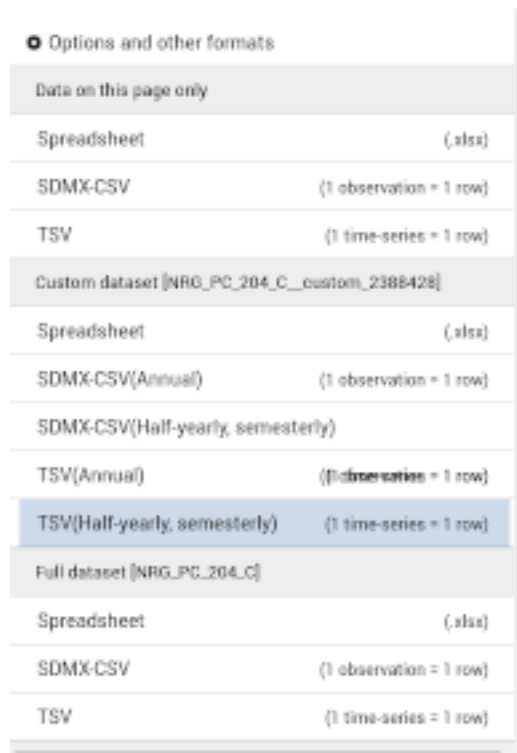 Options and other formats
Data on this page only
Spreadsheet (.xlsx)
SDMX-CSV (1 observation = 1 row)
TSV (1 time-series = 1 row)
Custom dataset [NRG_PC_204_C__custom_2388428]
Spreadsheet (.xlsx)
SDMX-CSV(Annual) (1 observation = 1 row)
SDMX-CSV(Half-yearly, semesterly)
TSV(Annual) = 1 row)
TSV(Half-yearly, semesterly) (1 time-series = 1 row)
Full dataset [NRG_PC_204_C]
Spreadsheet (.xlsx)
SDMX-CSV (1 observation = 1 row)
TSV (1 time-series = 1 row)